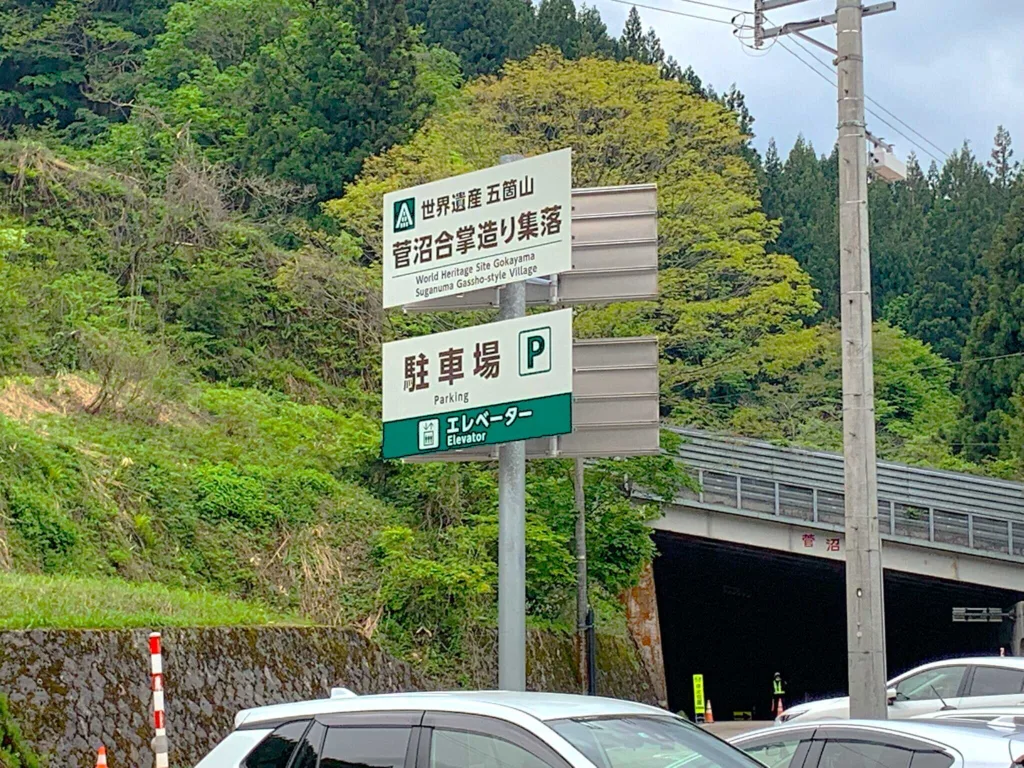 世界遺産 五箇山
菅沼合掌造り集落
World Heritage Site Gokayama
Suganuma Gassho-style Village
駐車場 P
Parking
エレベーター
Elevator
菅沼